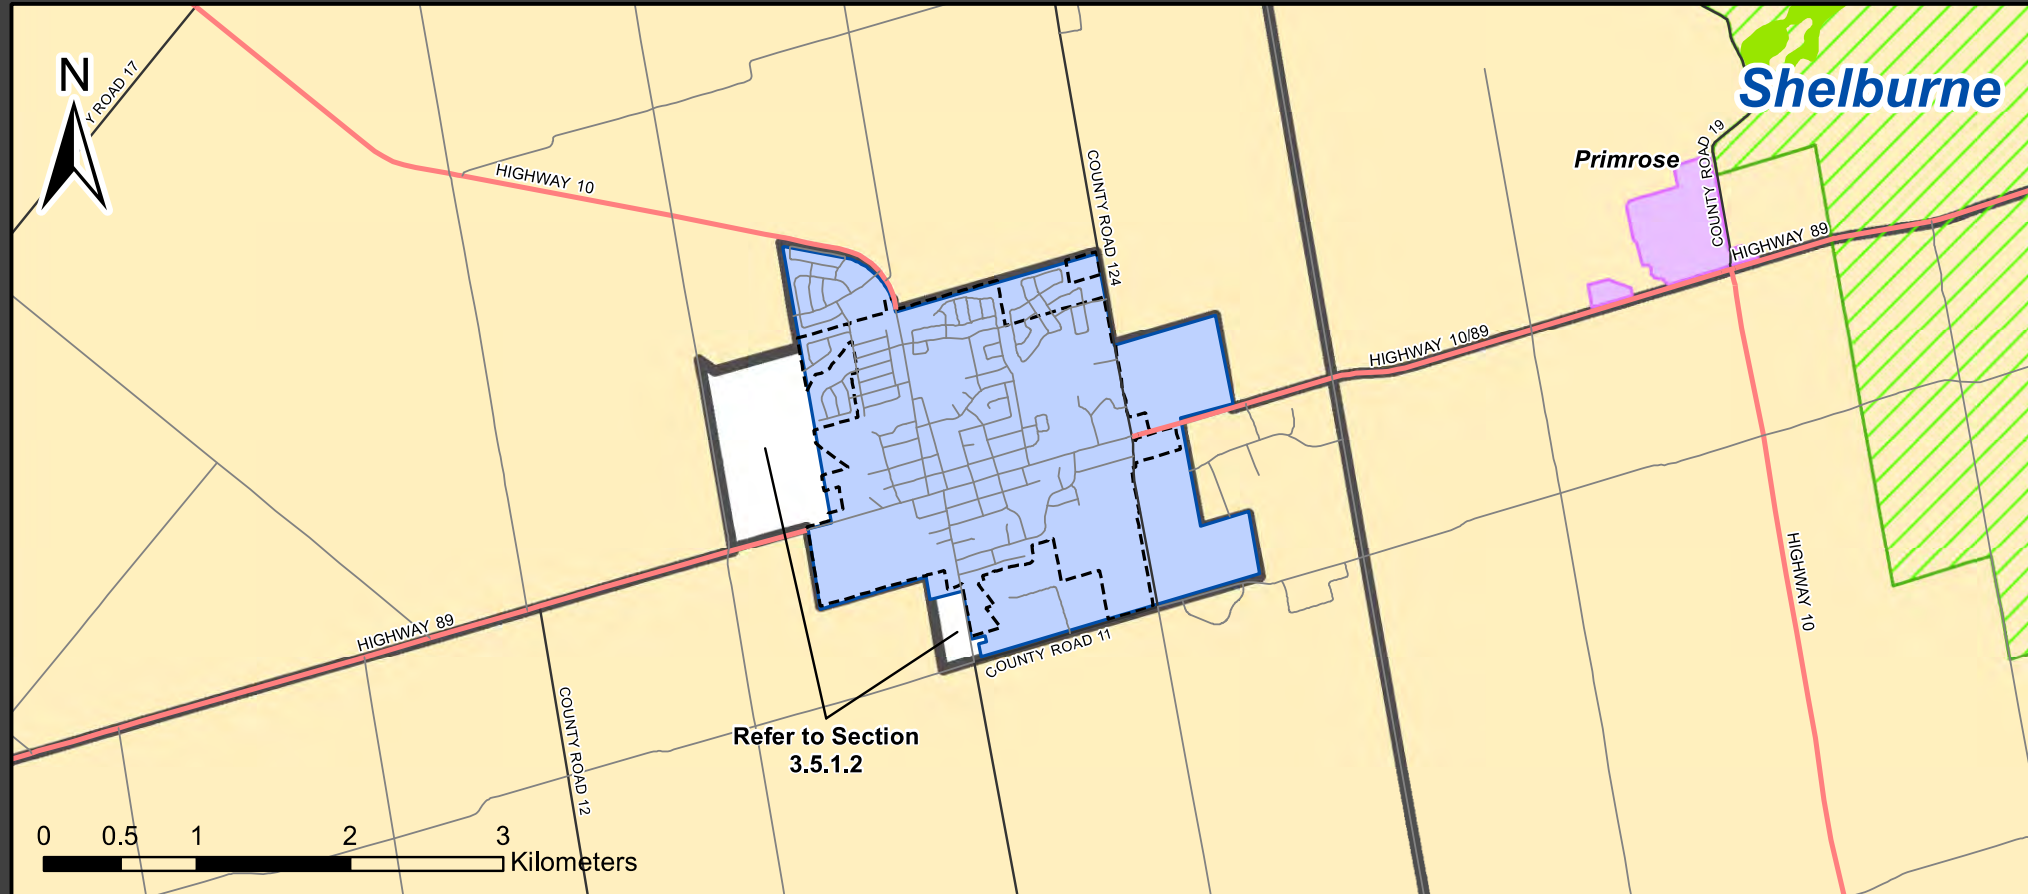 N
Y ROAD 17
Shelburne
HIGHWAY 10
COUNTY ROAD 124
Primrose
COUNTY ROAD 19
HIGHWAY 89
HIGHWAY 10/89
HIGHWAY 10
HIGHWAY 89
COUNTY ROAD 11
COUNTY ROAD 12
Refer to Section
3.5.1.2
0 0.5 1 2 3
Kilometers